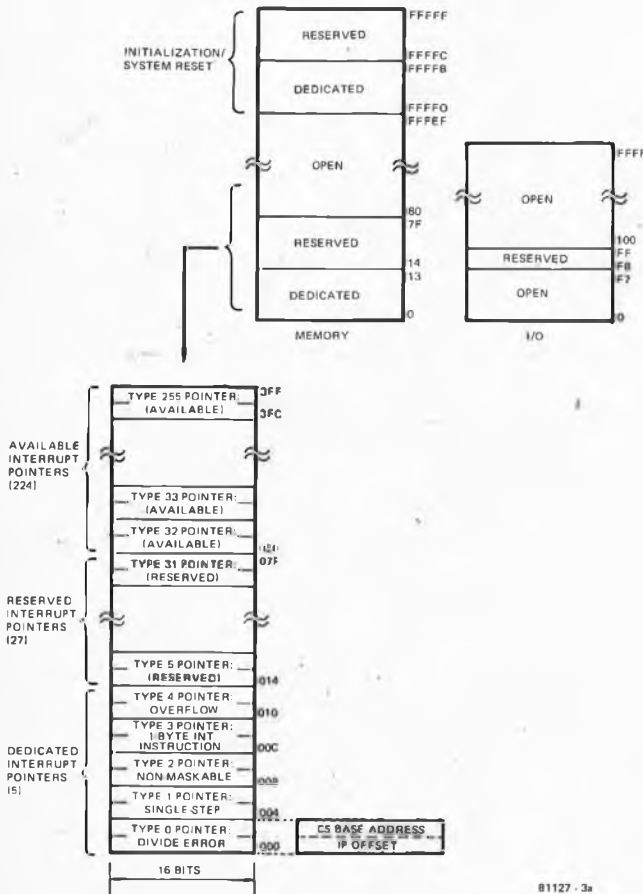 INITIALIZATION/
SYSTEM RESET
RESERVED
DEDICATED
OPEN
RESERVED
DEDICATED
FFFFF
FFFFC
FFFFB
FFFF0
FFFEF
80
7F
14
13
0
MEMORY
OPEN
RESERVED
OPEN
FFFF
100
FF
F8
F7
0
I/O
AVAILABLE
INTERRUPT
POINTERS
(224)
TYPE 255 POINTER:
(AVAILABLE)
3FF
3FC
TYPE 33 POINTER:
(AVAILABLE)
TYPE 32 POINTER:
(AVAILABLE)
RESERVED
INTERRUPT
POINTERS
(27)
TYPE 31 POINTER:
(RESERVED)
07F
TYPE 5 POINTER:
(RESERVED)
014
DEDICATED
INTERRUPT
POINTERS
(5)
TYPE 4 POINTER:
OVERFLOW
010
TYPE 3 POINTER:
1 BYTE INT
INSTRUCTION
00C
TYPE 2 POINTER:
NON MASKABLE
TYPE 1 POINTER:
SINGLE-STEP
004
TYPE 0 POINTER:
DIVIDE ERROR
000
CS BASE ADDRESS
IP OFFSET
16 BITS
81127 - 3a